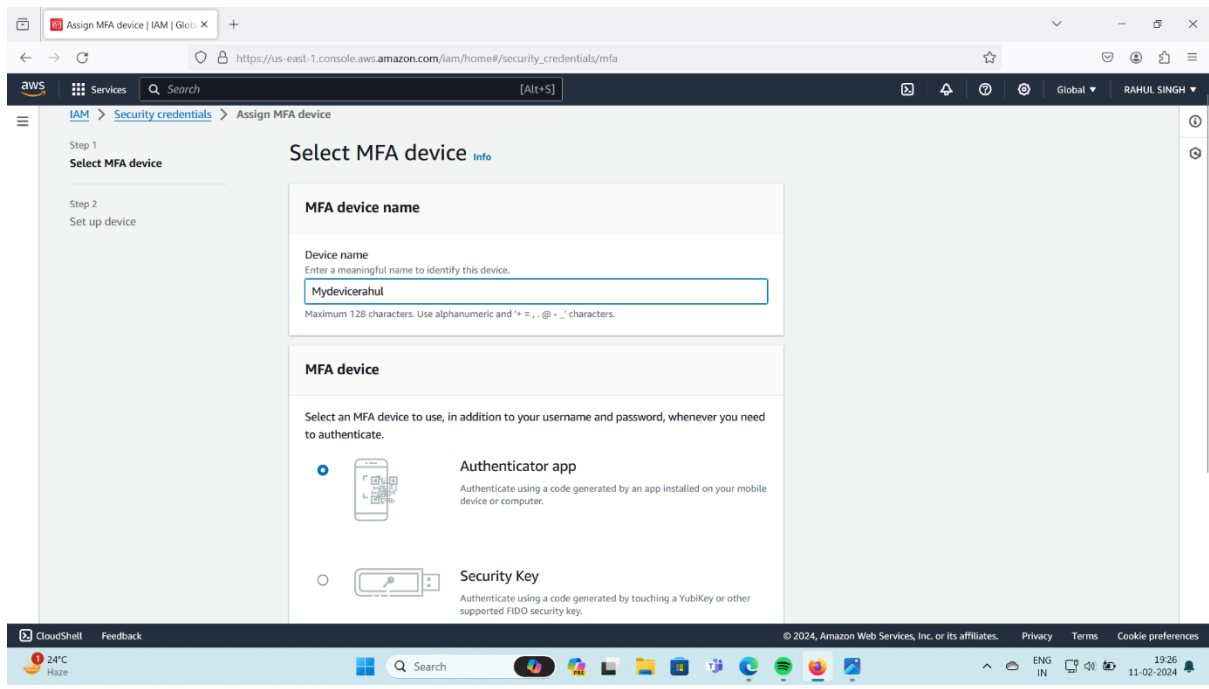 Assign MFA device | IAM | Glob
https://us-east-1.console.aws.amazon.com/iam/home#/security_credentials/mfa
aws Services Search [Alt+S] Global RAHUL SINGH
IAM > Security credentials > Assign MFA device
Step 1
Select MFA device
Step 2
Set up device
Select MFA device Info
MFA device name
Device name
Enter a meaningful name to identify this device.
Mydevicerahul
Maximum 128 characters. Use alphanumeric and '+ = , . @ - _' characters.
MFA device
Select an MFA device to use, in addition to your username and password, whenever you need
to authenticate.
Authenticator app
Authenticate using a code generated by an app installed on your mobile
device or computer.
Security Key
Authenticate using a code generated by touching a YubiKey or other
supported FIDO security key.
CloudShell Feedback © 2024, Amazon Web Services, Inc. or its affiliates. Privacy Terms Cookie preferences
1
24°C
Haze
Search
PRE
ENG
IN
19:26
11-02-2024